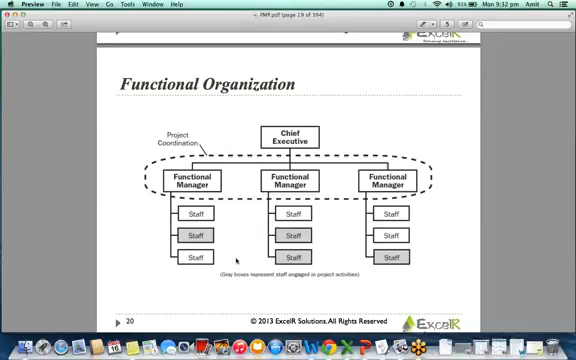 Preview File Edit View Go Tools Window Help
91% Mon 9:32 pm Amit
PMP.pdf (page 19 of 394)
ExcelR
Functional Organization
Project
Coordination
Chief
Executive
Functional
Manager
Functional
Manager
Functional
Manager
Staff
Staff
Staff
Staff
Staff
Staff
Staff
Staff
Staff
(Gray boxes represent staff engaged in project activities)
20
© 2013 ExcelR Solutions.All Rights Reserved
ExcelR